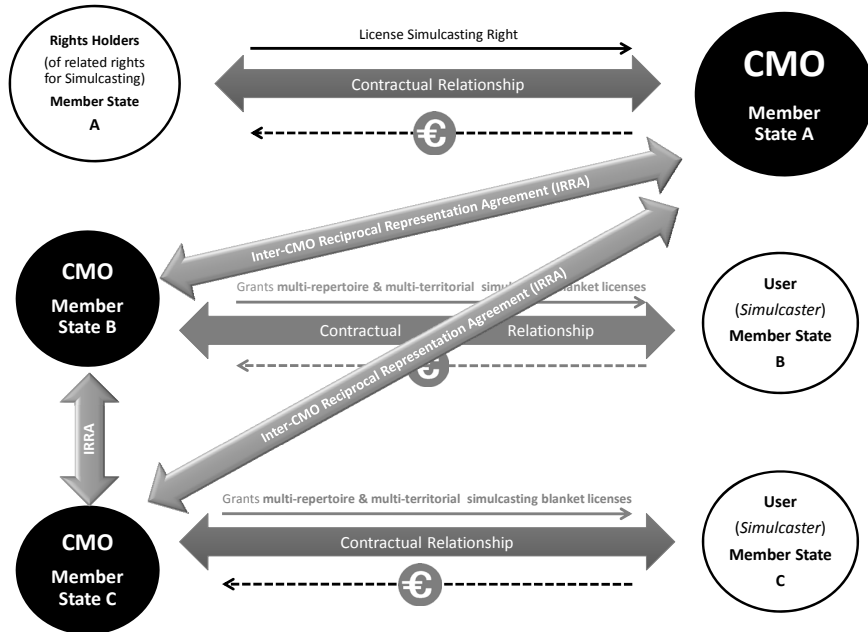 Rights Holders
(of related rights
for Simulcasting)
Member State
A
License Simulcasting Right
Contractual Relationship
€
CMO
Member
State A
Inter-CMO Reciprocal Representation Agreement (IRRA)
CMO
Member
State B
Grants multi-repertoire & multi-territorial simulcasting blanket licenses
Contractual Relationship
€
Inter-CMO Reciprocal Representation Agreement (IRRA)
User
(Simulcaster)
Member State
B
IRRA
CMO
Member
State C
Grants multi-repertoire & multi-territorial simulcasting blanket licenses
Contractual Relationship
€
User
(Simulcaster)
Member State
C